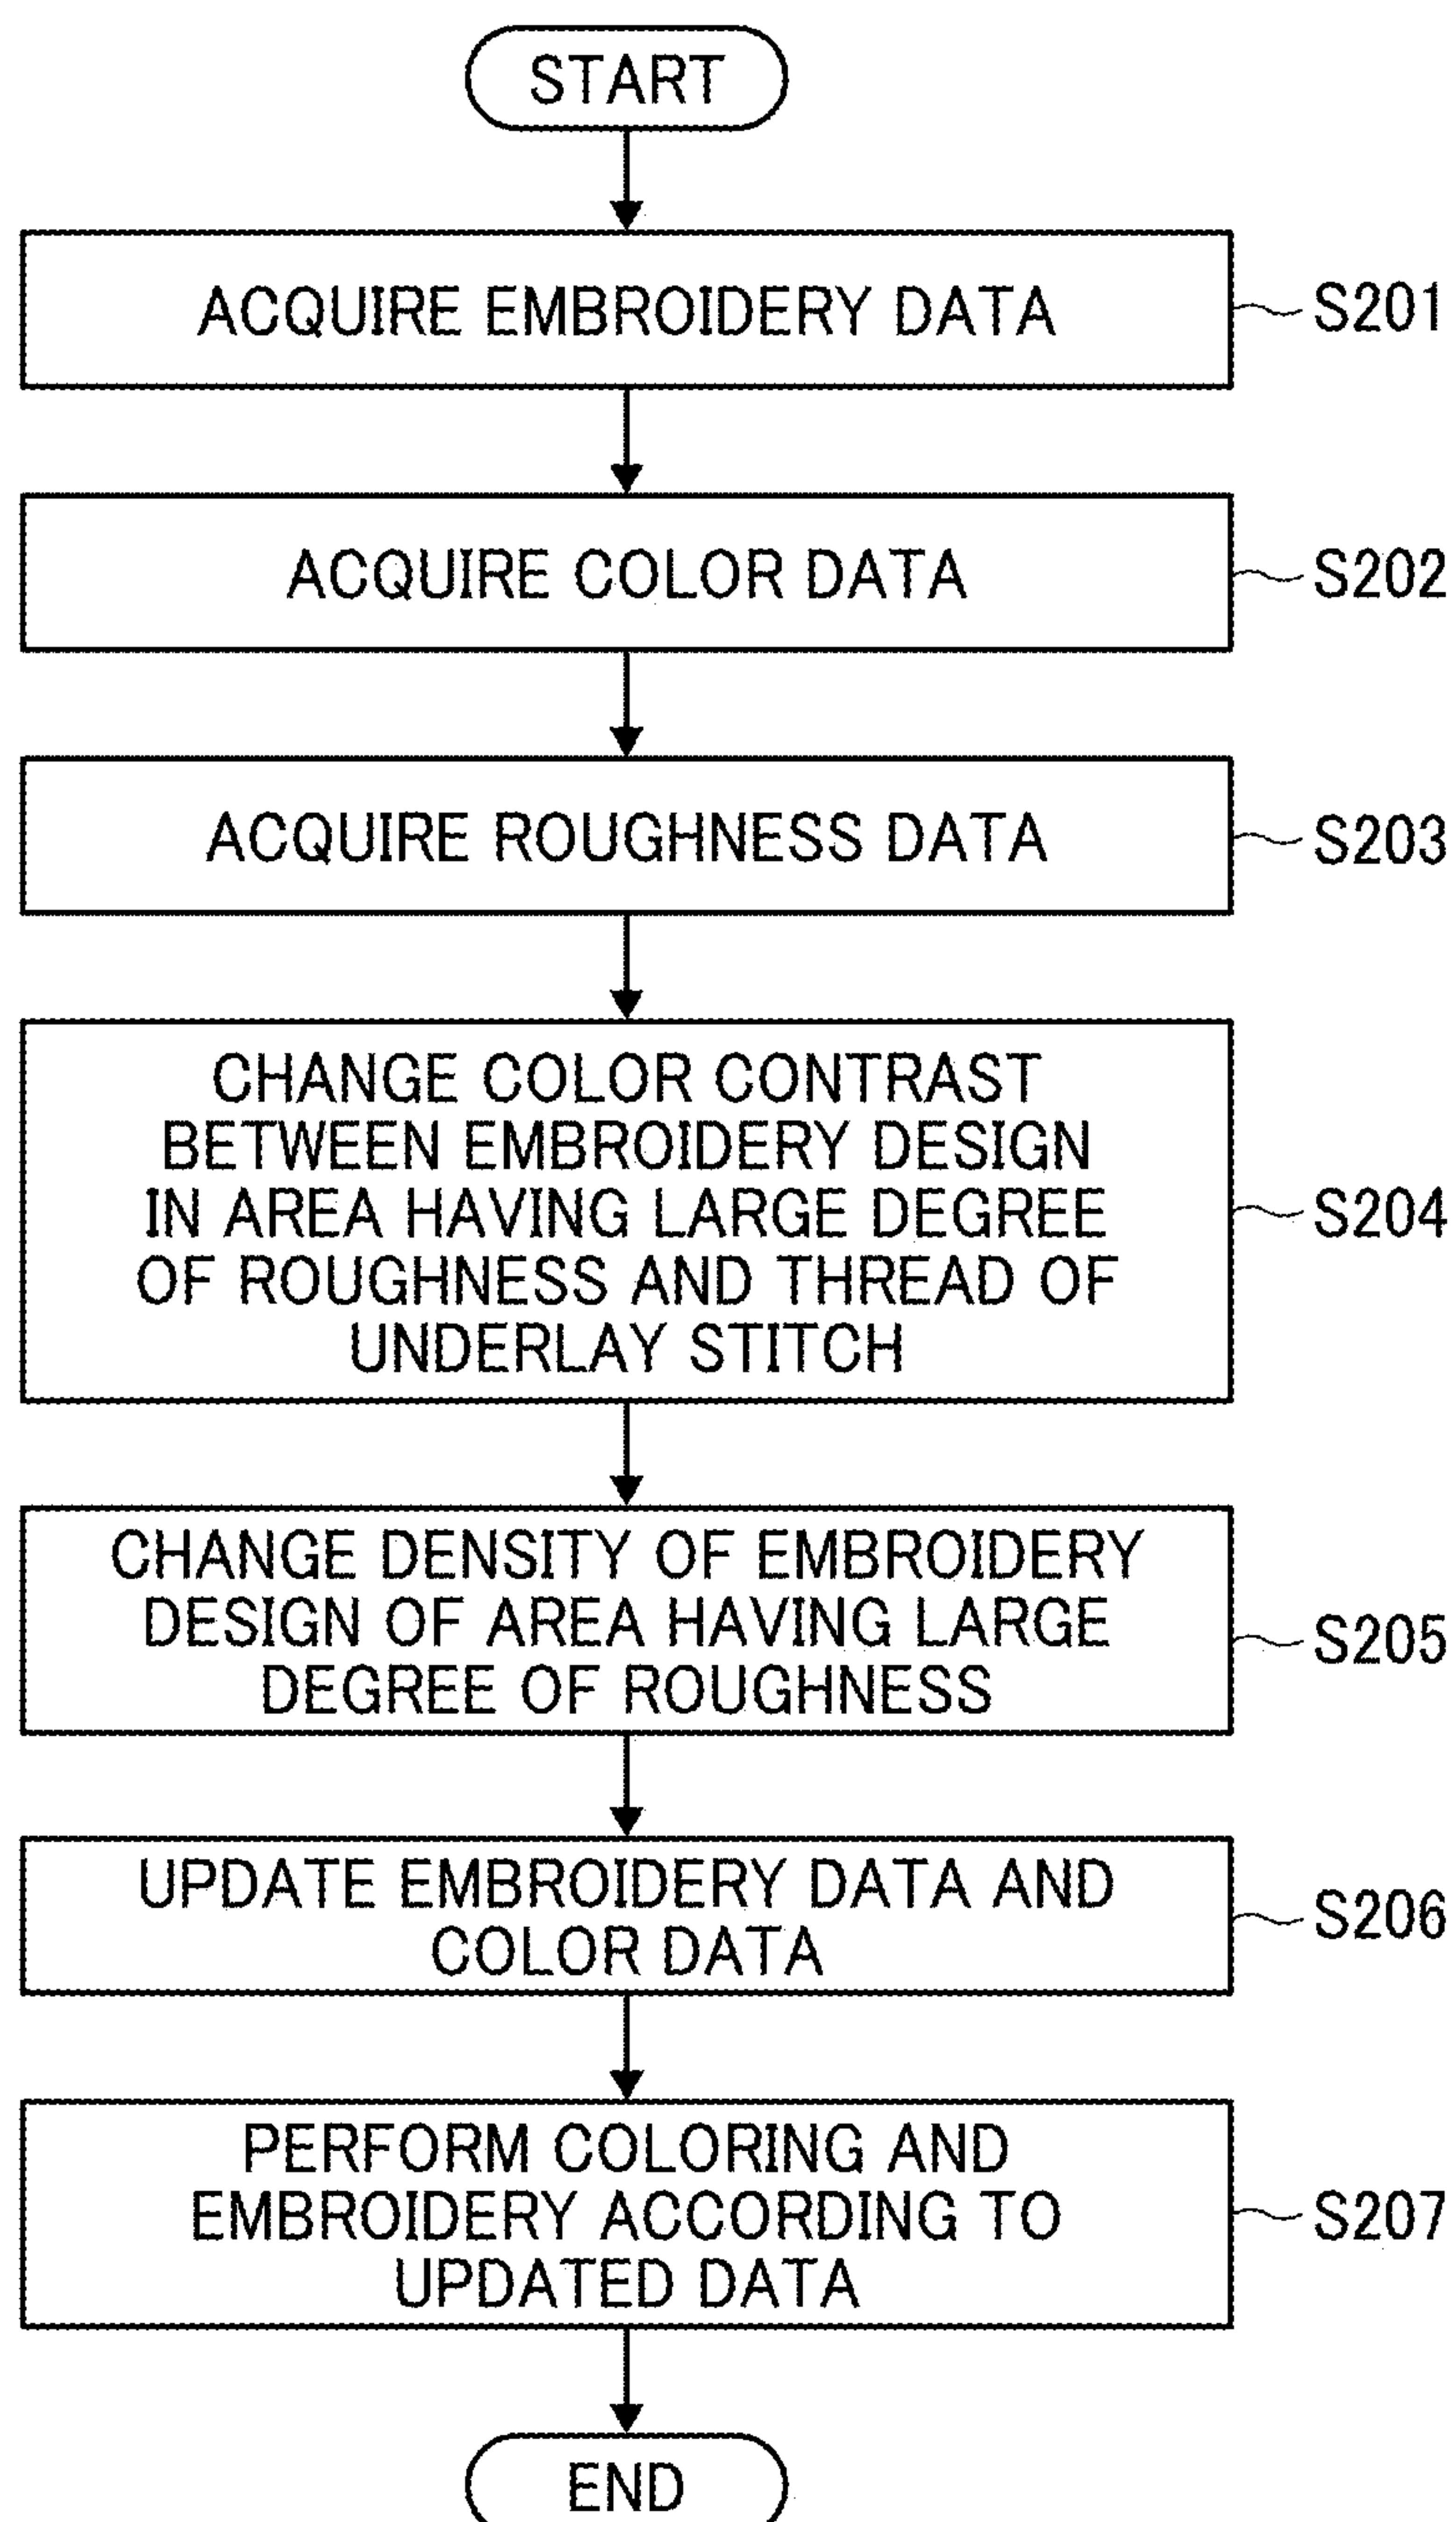 START
ACQUIRE EMBROIDERY DATA
S201
ACQUIRE COLOR DATA
S202
ACQUIRE ROUGHNESS DATA
S203
CHANGE COLOR CONTRAST
BETWEEN EMBROIDERY DESIGN
IN AREA HAVING LARGE DEGREE
OF ROUGHNESS AND THREAD OF
UNDERLAY STITCH
S204
CHANGE DENSITY OF EMBROIDERY
DESIGN OF AREA HAVING LARGE
DEGREE OF ROUGHNESS
S205
UPDATE EMBROIDERY DATA AND
COLOR DATA
S206
PERFORM COLORING AND
EMBROIDERY ACCORDING TO
UPDATED DATA
S207
END